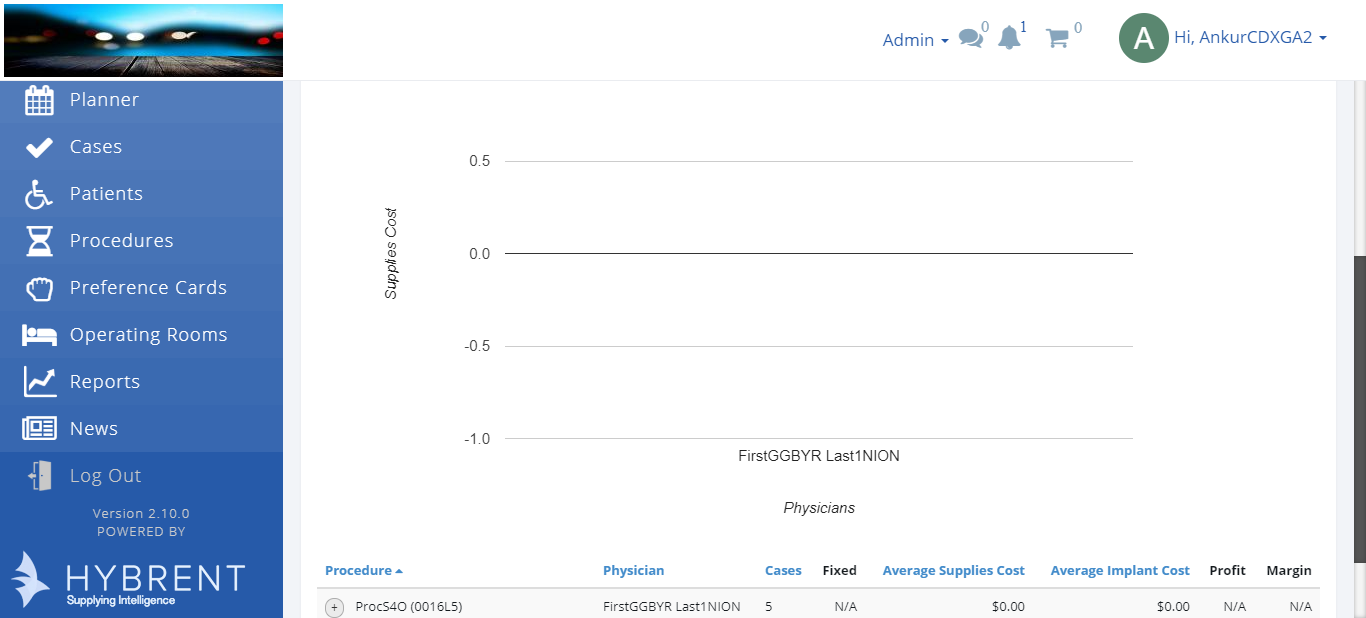 Admin
0
1
0
A
Hi, AnkurCDXGA2
Planner
Cases
Patients
Procedures
Preference Cards
Operating Rooms
Reports
News
Log Out
Version 2.10.0
POWERED BY
HYBRENT
Supplying Intelligence
0.5
0.0
-0.5
-1.0
Supplies Cost
FirstGGBYR Last1NION
Physicians
Procedure Physician Cases Fixed Average Supplies Cost Average Implant Cost Profit Margin
+ ProcS4O (0016L5) FirstGGBYR Last1NION 5 N/A $0.00 $0.00 N/A N/A